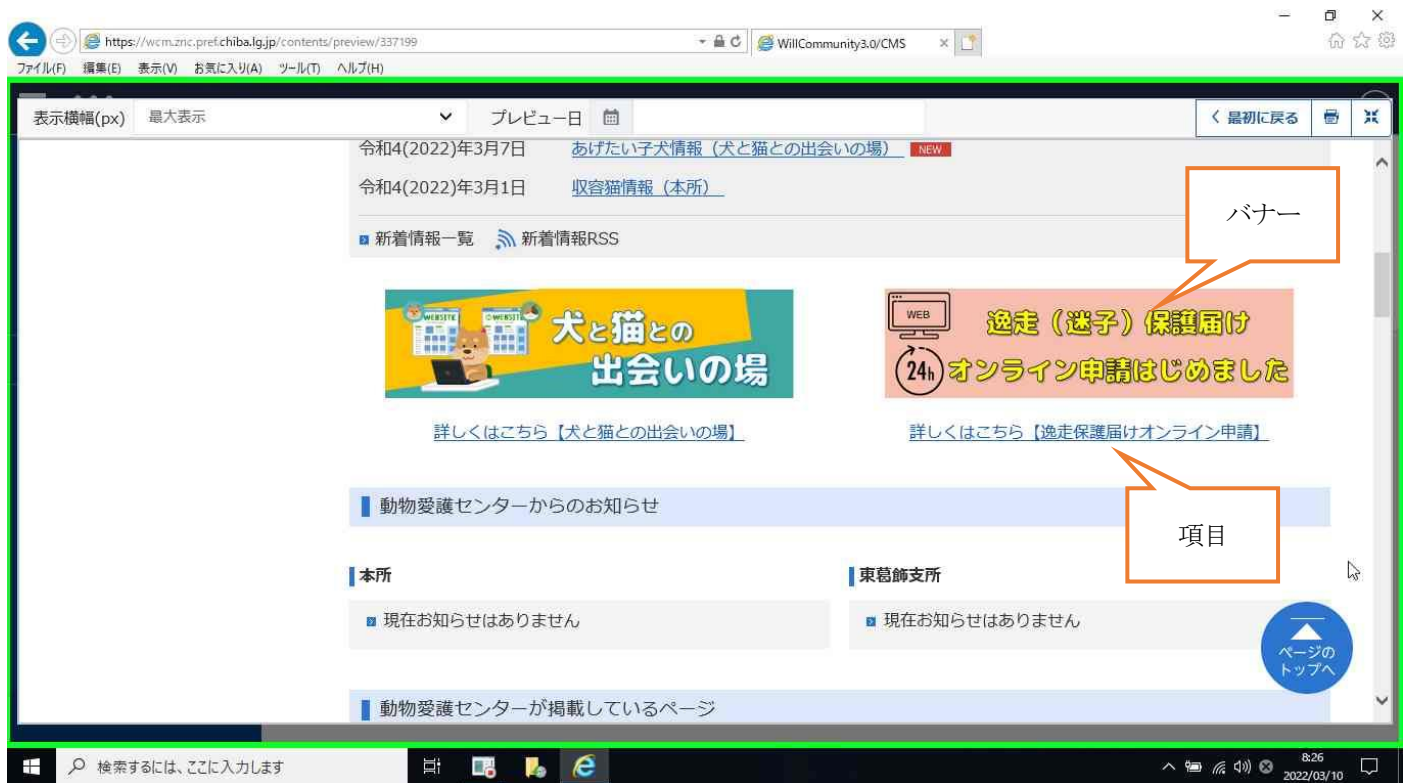 https://wcm.znc.pref.chiba.lg.jp/contents/preview/337199
WillCommunity3.0/CMS
ファイル(F) 編集(E) 表示(V) お気に入り(A) ツール(T) ヘルプ(H)
表示横幅(px) 最大表示 プレビュー日 最初に戻る
令和4(2022)年3月7日 あげたい子犬情報（犬と猫との出会いの場） NEW
令和4(2022)年3月1日 収容猫情報（本所）
バナー
新着情報一覧 新着情報RSS
WEBSITE WEBSITE
犬と猫との
出会いの場
WEB
逸走（迷子）保護届け
24h オンライン申請はじめました
詳しくはこちら【犬と猫との出会いの場】 詳しくはこちら【逸走保護届けオンライン申請】
動物愛護センターからのお知らせ
項目
本所 東葛飾支所
現在お知らせはありません 現在お知らせはありません
ページの
トップへ
動物愛護センターが掲載しているページ
検索するには、ここに入力します
8:26
2022/03/10